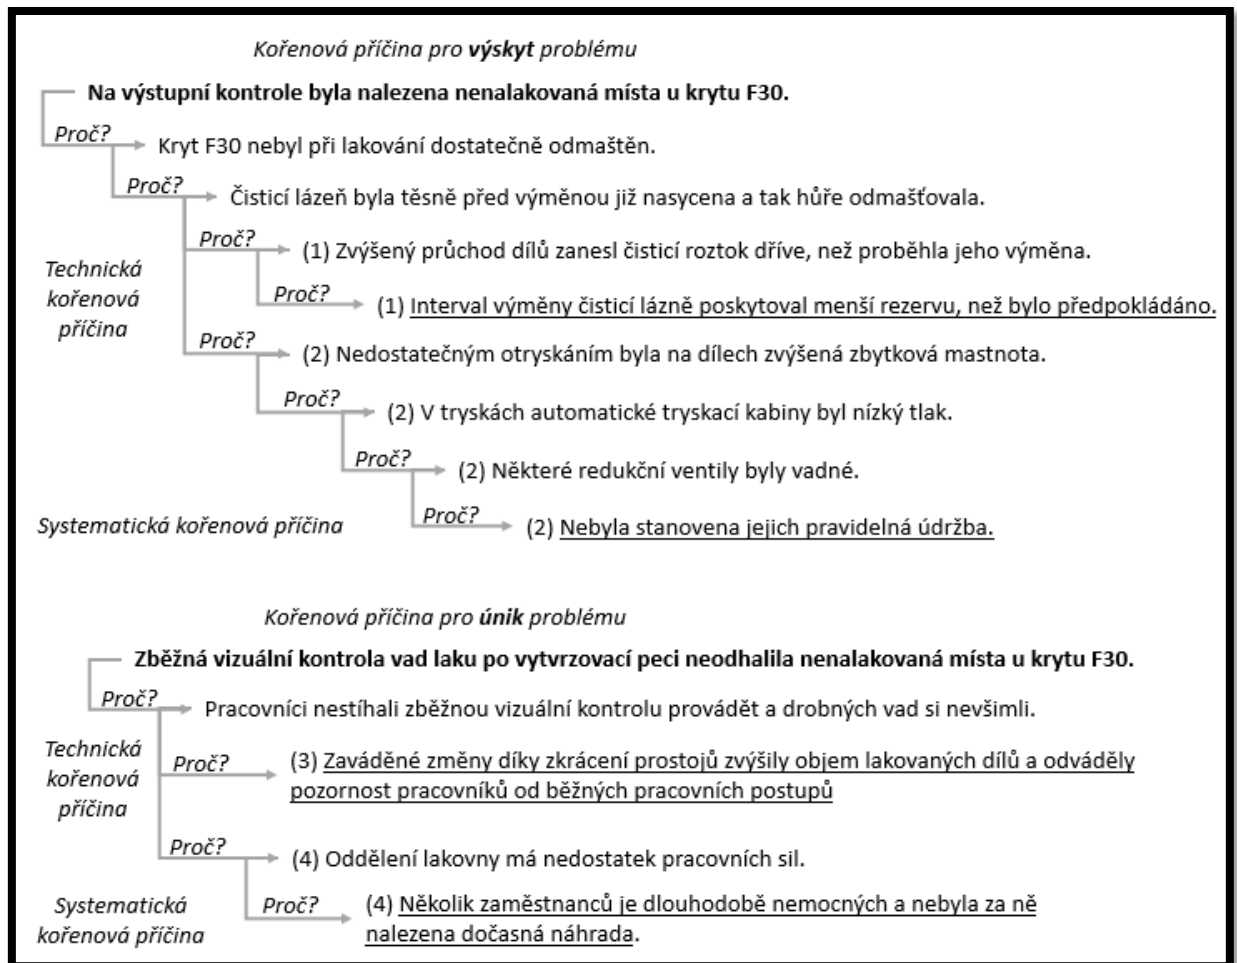 Kořenová příčina pro výskyt problému
Na výstupní kontrole byla nalezena nenalakovaná místa u krytu F30.
Proč?
Kryt F30 nebyl při lakování dostatečně odmaštěn.
Proč?
Čisticí lázeň byla těsně před výměnou již nasycena a tak hůře odmašťovala.
Proč?
(1) Zvýšený průchod dílů zanesl čisticí roztok dříve, než proběhla jeho výměna.
Technická
kořenová
příčina
Proč?
(1) Interval výměny čisticí lázně poskytoval menší rezervu, než bylo předpokládáno.
Proč?
(2) Nedostatečným otryskáním byla na dílech zvýšená zbytková mastnota.
Proč?
(2) V tryskách automatické tryskací kabiny byl nízký tlak.
Proč?
(2) Některé redukční ventily byly vadné.
Systematická kořenová příčina
Proč?
(2) Nebyla stanovena jejich pravidelná údržba.
Kořenová příčina pro únik problému
Zběžná vizuální kontrola vad laku po vytvrzovací peci neodhalila nenalakovaná místa u krytu F30.
Proč?
Pracovníci nestíhali zběžnou vizuální kontrolu provádět a drobných vad si nevšimli.
Technická
kořenová
příčina
Proč?
(3) Zaváděné změny díky zkrácení prostojů zvýšily objem lakovaných dílů a odváděly
pozornost pracovníků od běžných pracovních postupů
Proč?
(4) Oddělení lakovny má nedostatek pracovních sil.
Systematická
kořenová příčina
Proč?
(4) Několik zaměstnanců je dlouhodobě nemocných a nebyla za ně
nalezena dočasná náhrada.